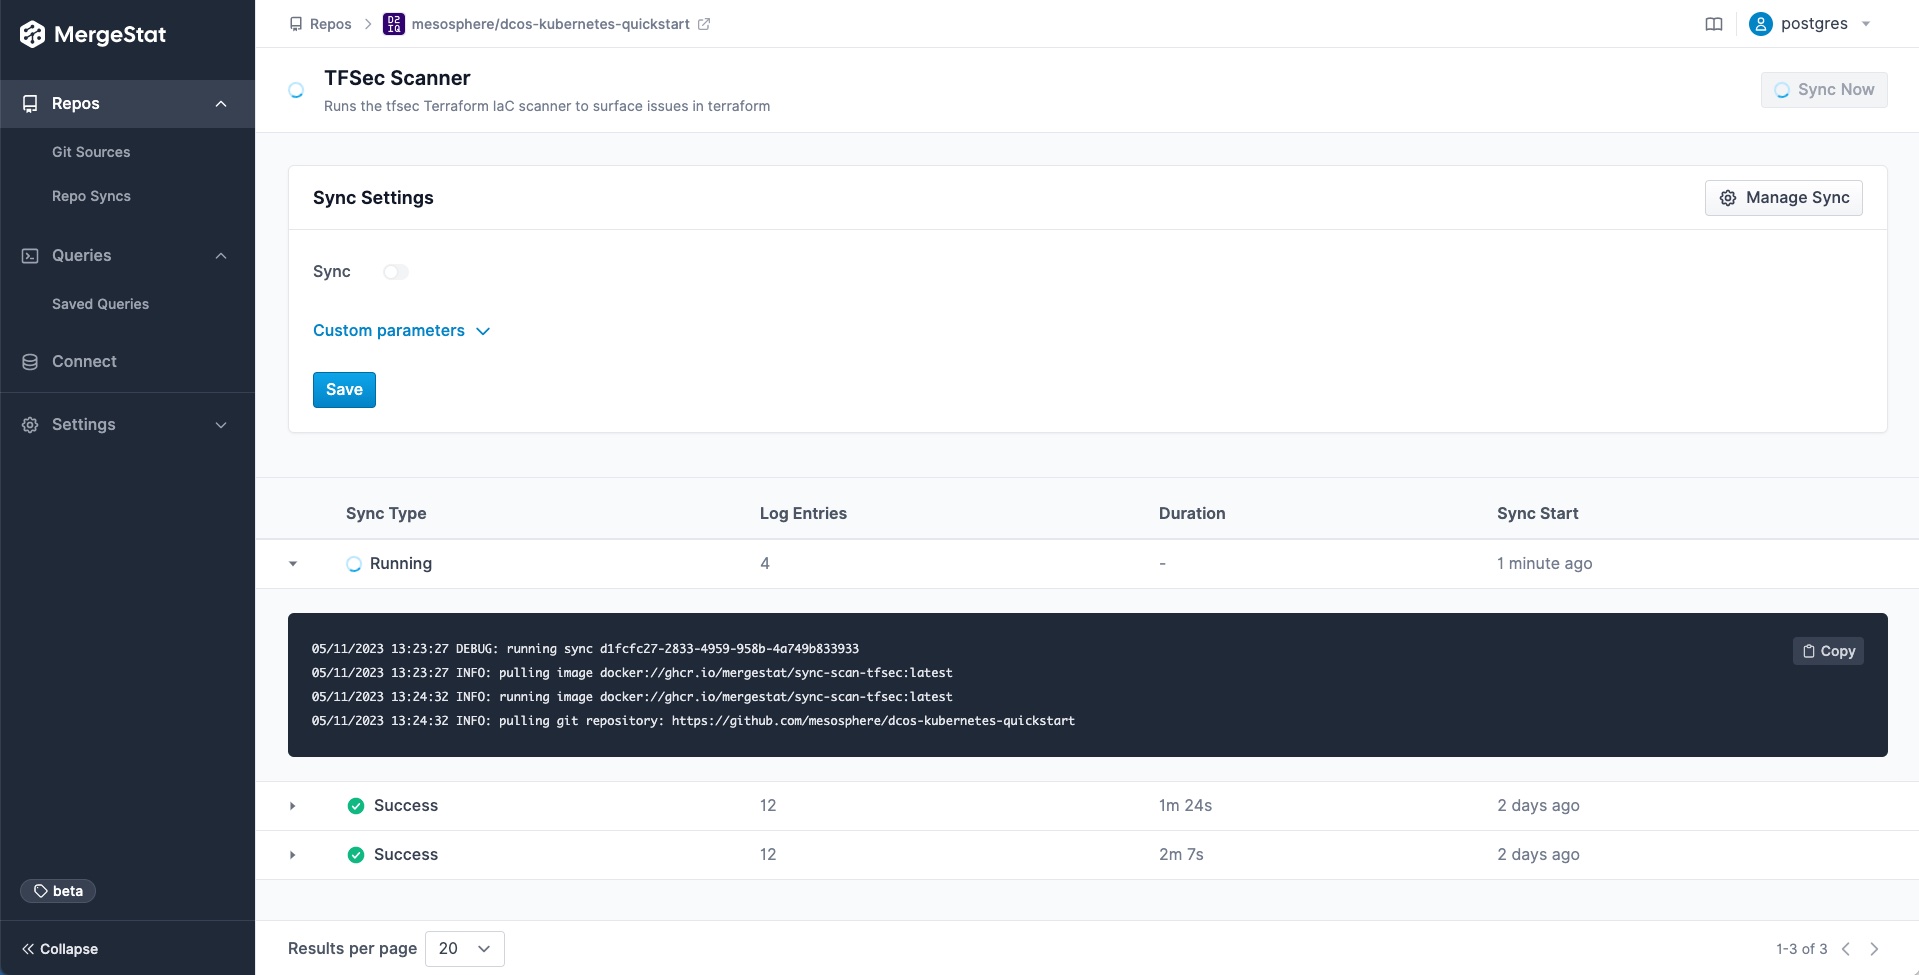 MergeStat
Repos
Git Sources
Repo Syncs
Queries
Saved Queries
Connect
Settings
beta
Collapse
Repos
D2
IQ
mesosphere/dcos-kubernetes-quickstart
postgres
TFSec Scanner
Runs the tfsec Terraform IaC scanner to surface issues in terraform
Sync Now
Sync Settings
Manage Sync
Sync
Custom parameters
Save
Sync Type Log Entries Duration Sync Start
Running 4 - 1 minute ago
05/11/2023 13:23:27 DEBUG: running sync d1fcfc27-2833-4959-958b-4a749b833933
05/11/2023 13:23:27 INFO: pulling image docker://ghcr.io/mergestat/sync-scan-tfsec:latest
05/11/2023 13:24:32 INFO: running image docker://ghcr.io/mergestat/sync-scan-tfsec:latest
05/11/2023 13:24:32 INFO: pulling git repository: https://github.com/mesosphere/dcos-kubernetes-quickstart
Copy
Success 12 1m 24s 2 days ago
Success 12 2m 7s 2 days ago
Results per page 20
1-3 of 3